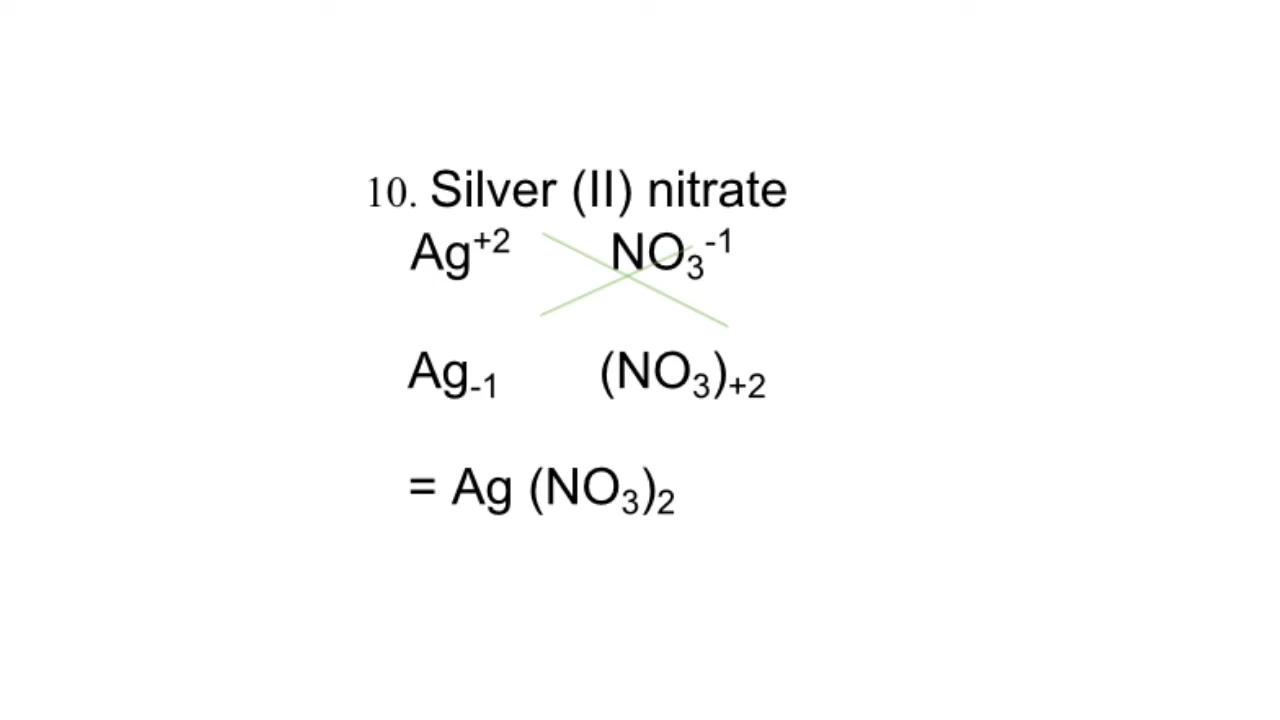 10. Silver (II) nitrate
Ag⁺² NO₃⁻¹
Ag₋₁ (NO₃)₊₂
= Ag (NO₃)₂